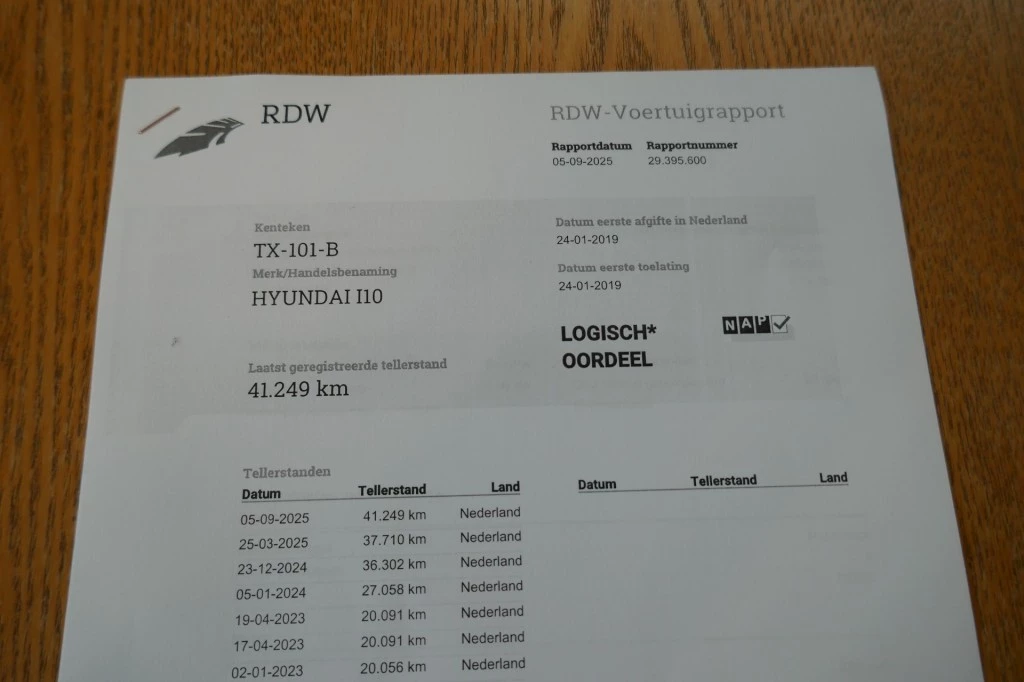 RDW
RDW-Voertuigrapport
Rapportdatum Rapportnummer
05-09-2025 29.395.600
Kenteken
TX-101-B
Merk/Handelsbenaming
HYUNDAI I10
Laatst geregistreerde tellerstand
41.249 km
Datum eerste afgifte in Nederland
24-01-2019
Datum eerste toelating
24-01-2019
LOGISCH*
OORDEEL
NAP
Tellerstanden
Datum Tellerstand Land
05-09-2025 41.249 km Nederland
25-03-2025 37.710 km Nederland
23-12-2024 36.302 km Nederland
05-01-2024 27.058 km Nederland
19-04-2023 20.091 km Nederland
17-04-2023 20.091 km Nederland
02-01-2023 20.056 km Nederland
Datum Tellerstand Land